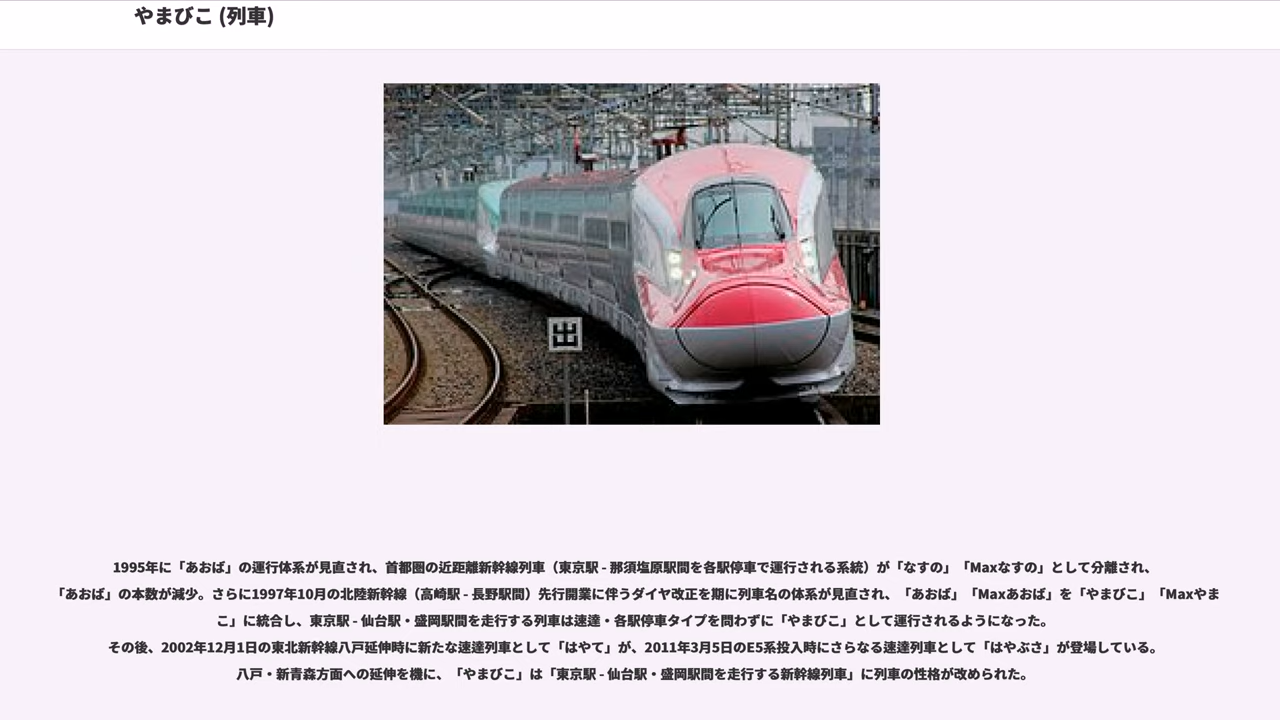 やまびこ (列車)
出
1995年に「あおば」の運行体系が見直され、首都圏の近距離新幹線列車（東京駅 - 那須塩原駅間を各駅停車で運行される系統）が「なすの」「Maxなすの」として分離され、
「あおば」の本数が減少。さらに1997年10月の北陸新幹線（高崎駅 - 長野駅間）先行開業に伴うダイヤ改正を期に列車名の体系が見直され、「あおば」「Maxあおば」を「やまびこ」「Maxやま
こ」に統合し、東京駅 - 仙台駅・盛岡駅間を走行する列車は速達・各駅停車タイプを問わずに「やまびこ」として運行されるようになった。
その後、2002年12月1日の東北新幹線八戸延伸時に新たな速達列車として「はやて」が、2011年3月5日のE5系投入時にさらなる速達列車として「はやぶさ」が登場している。
八戸・新青森方面への延伸を機に、「やまびこ」は「東京駅 - 仙台駅・盛岡駅間を走行する新幹線列車」に列車の性格が改められた。